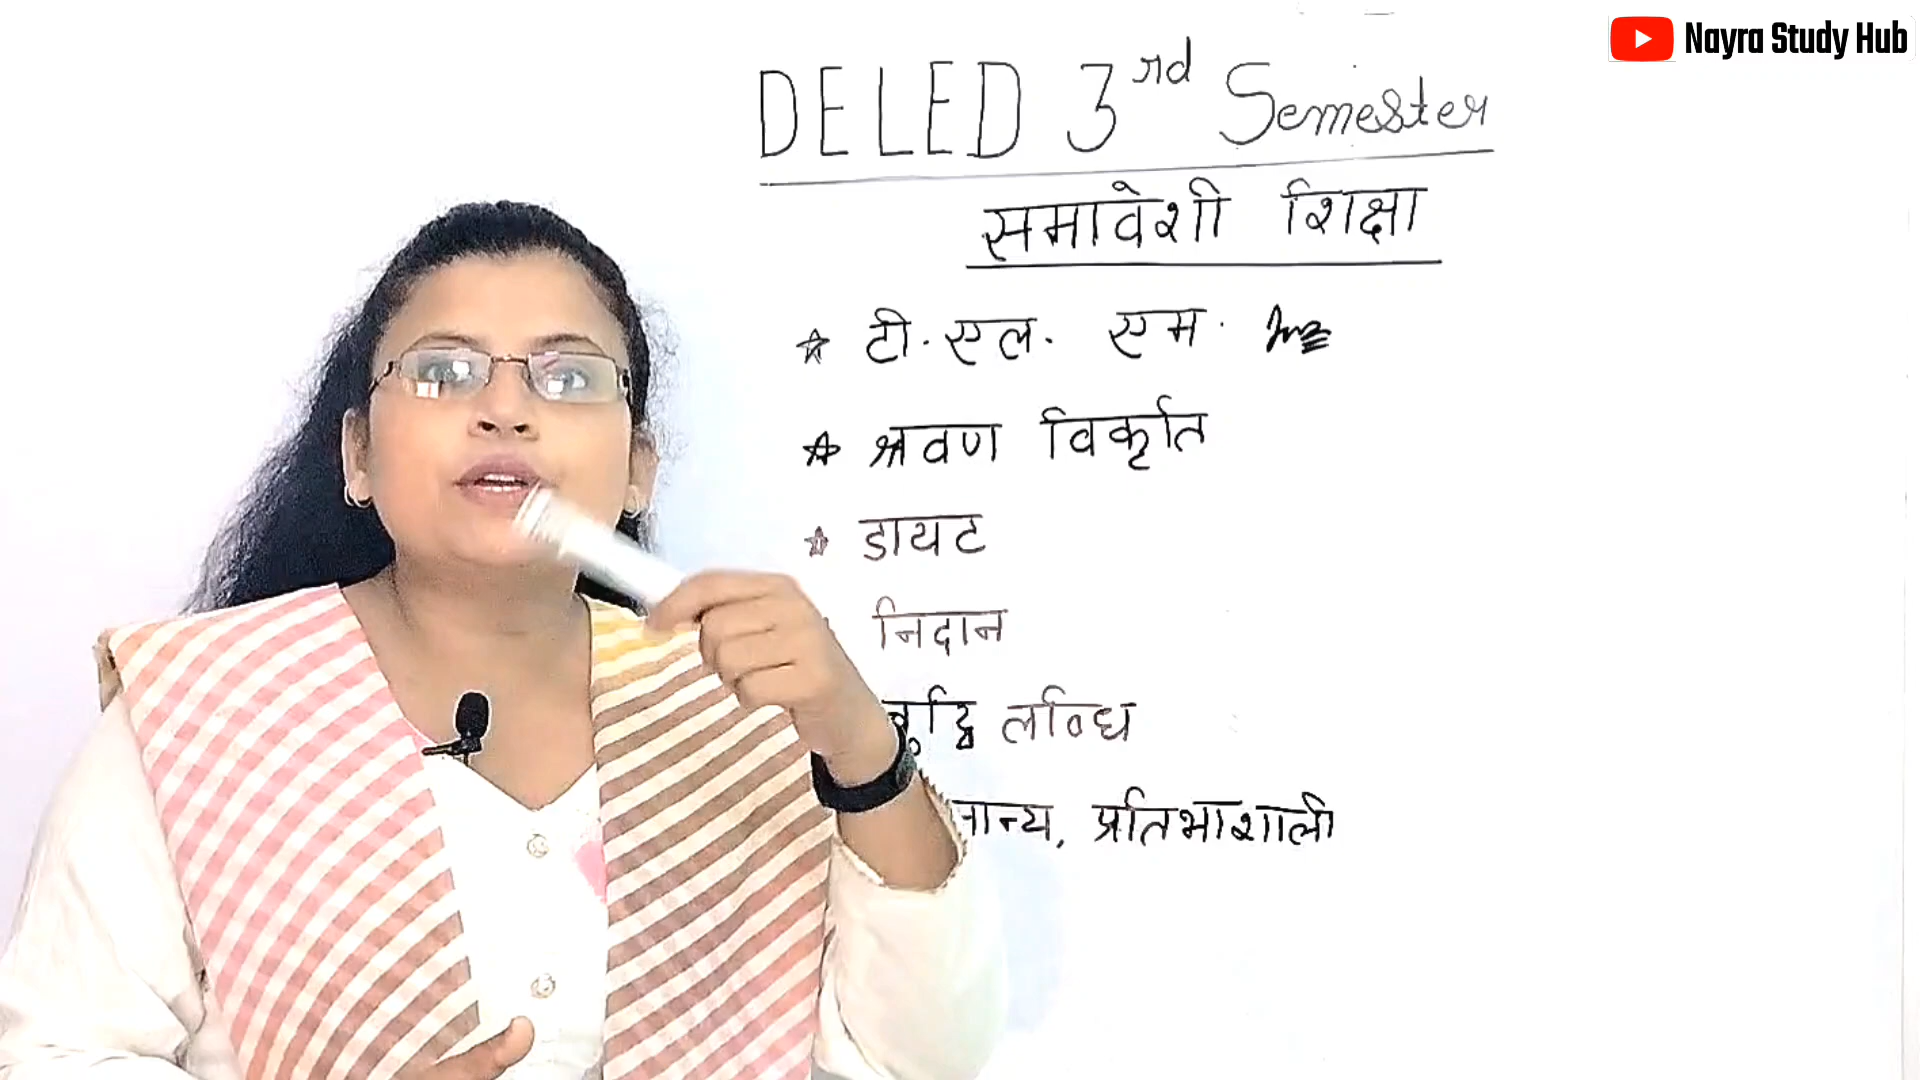 Nayra Study Hub
DELED 3rd Semester
समावेशी शिक्षा
☆ टी. एल. एम.
☆ श्रवण विकृति
☆ डायट
निदान
बुद्धि लब्धि
प्रतिभाशाली